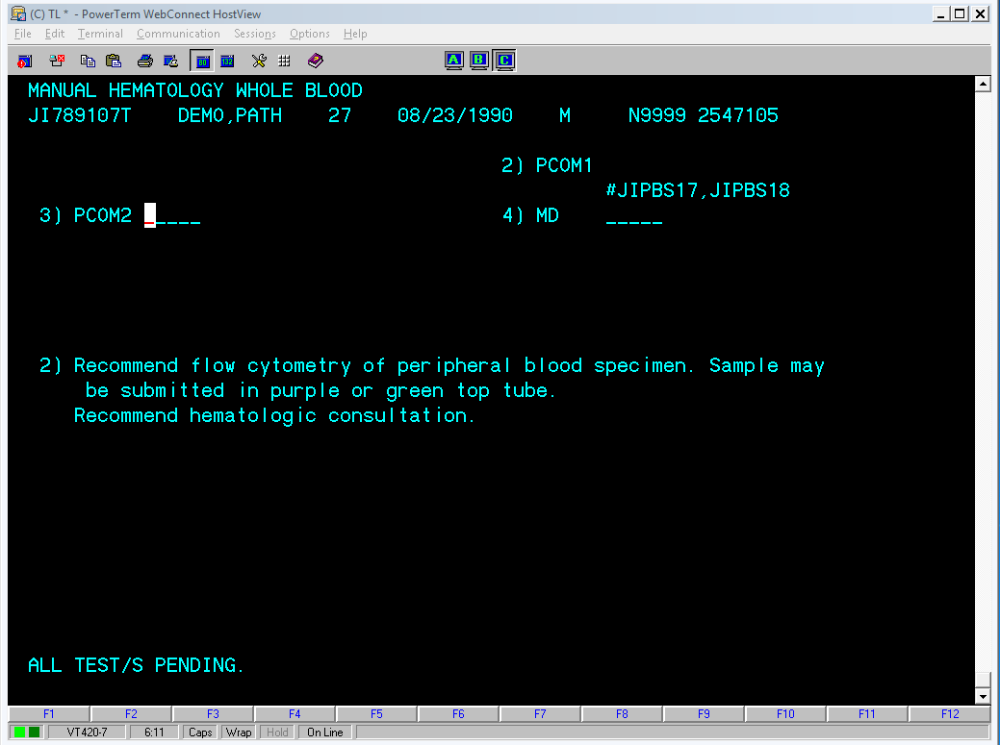 (C) TL * - PowerTerm WebConnect HostView
File Edit Terminal Communication Sessions Options Help
80 132 A B C
MANUAL HEMATOLOGY WHOLE BLOOD
JI789107T DEMO,PATH 27 08/23/1990 M N9999 2547105
2) PCOM1
#JIPBS17,JIPBS18
3) PCOM2 _____ 4) MD _____
2) Recommend flow cytometry of peripheral blood specimen. Sample may
be submitted in purple or green top tube.
Recommend hematologic consultation.
ALL TEST/S PENDING.
F1 F2 F3 F4 F5 F6 F7 F8 F9 F10 F11 F12
VT420-7 6:11 Caps Wrap Hold On Line